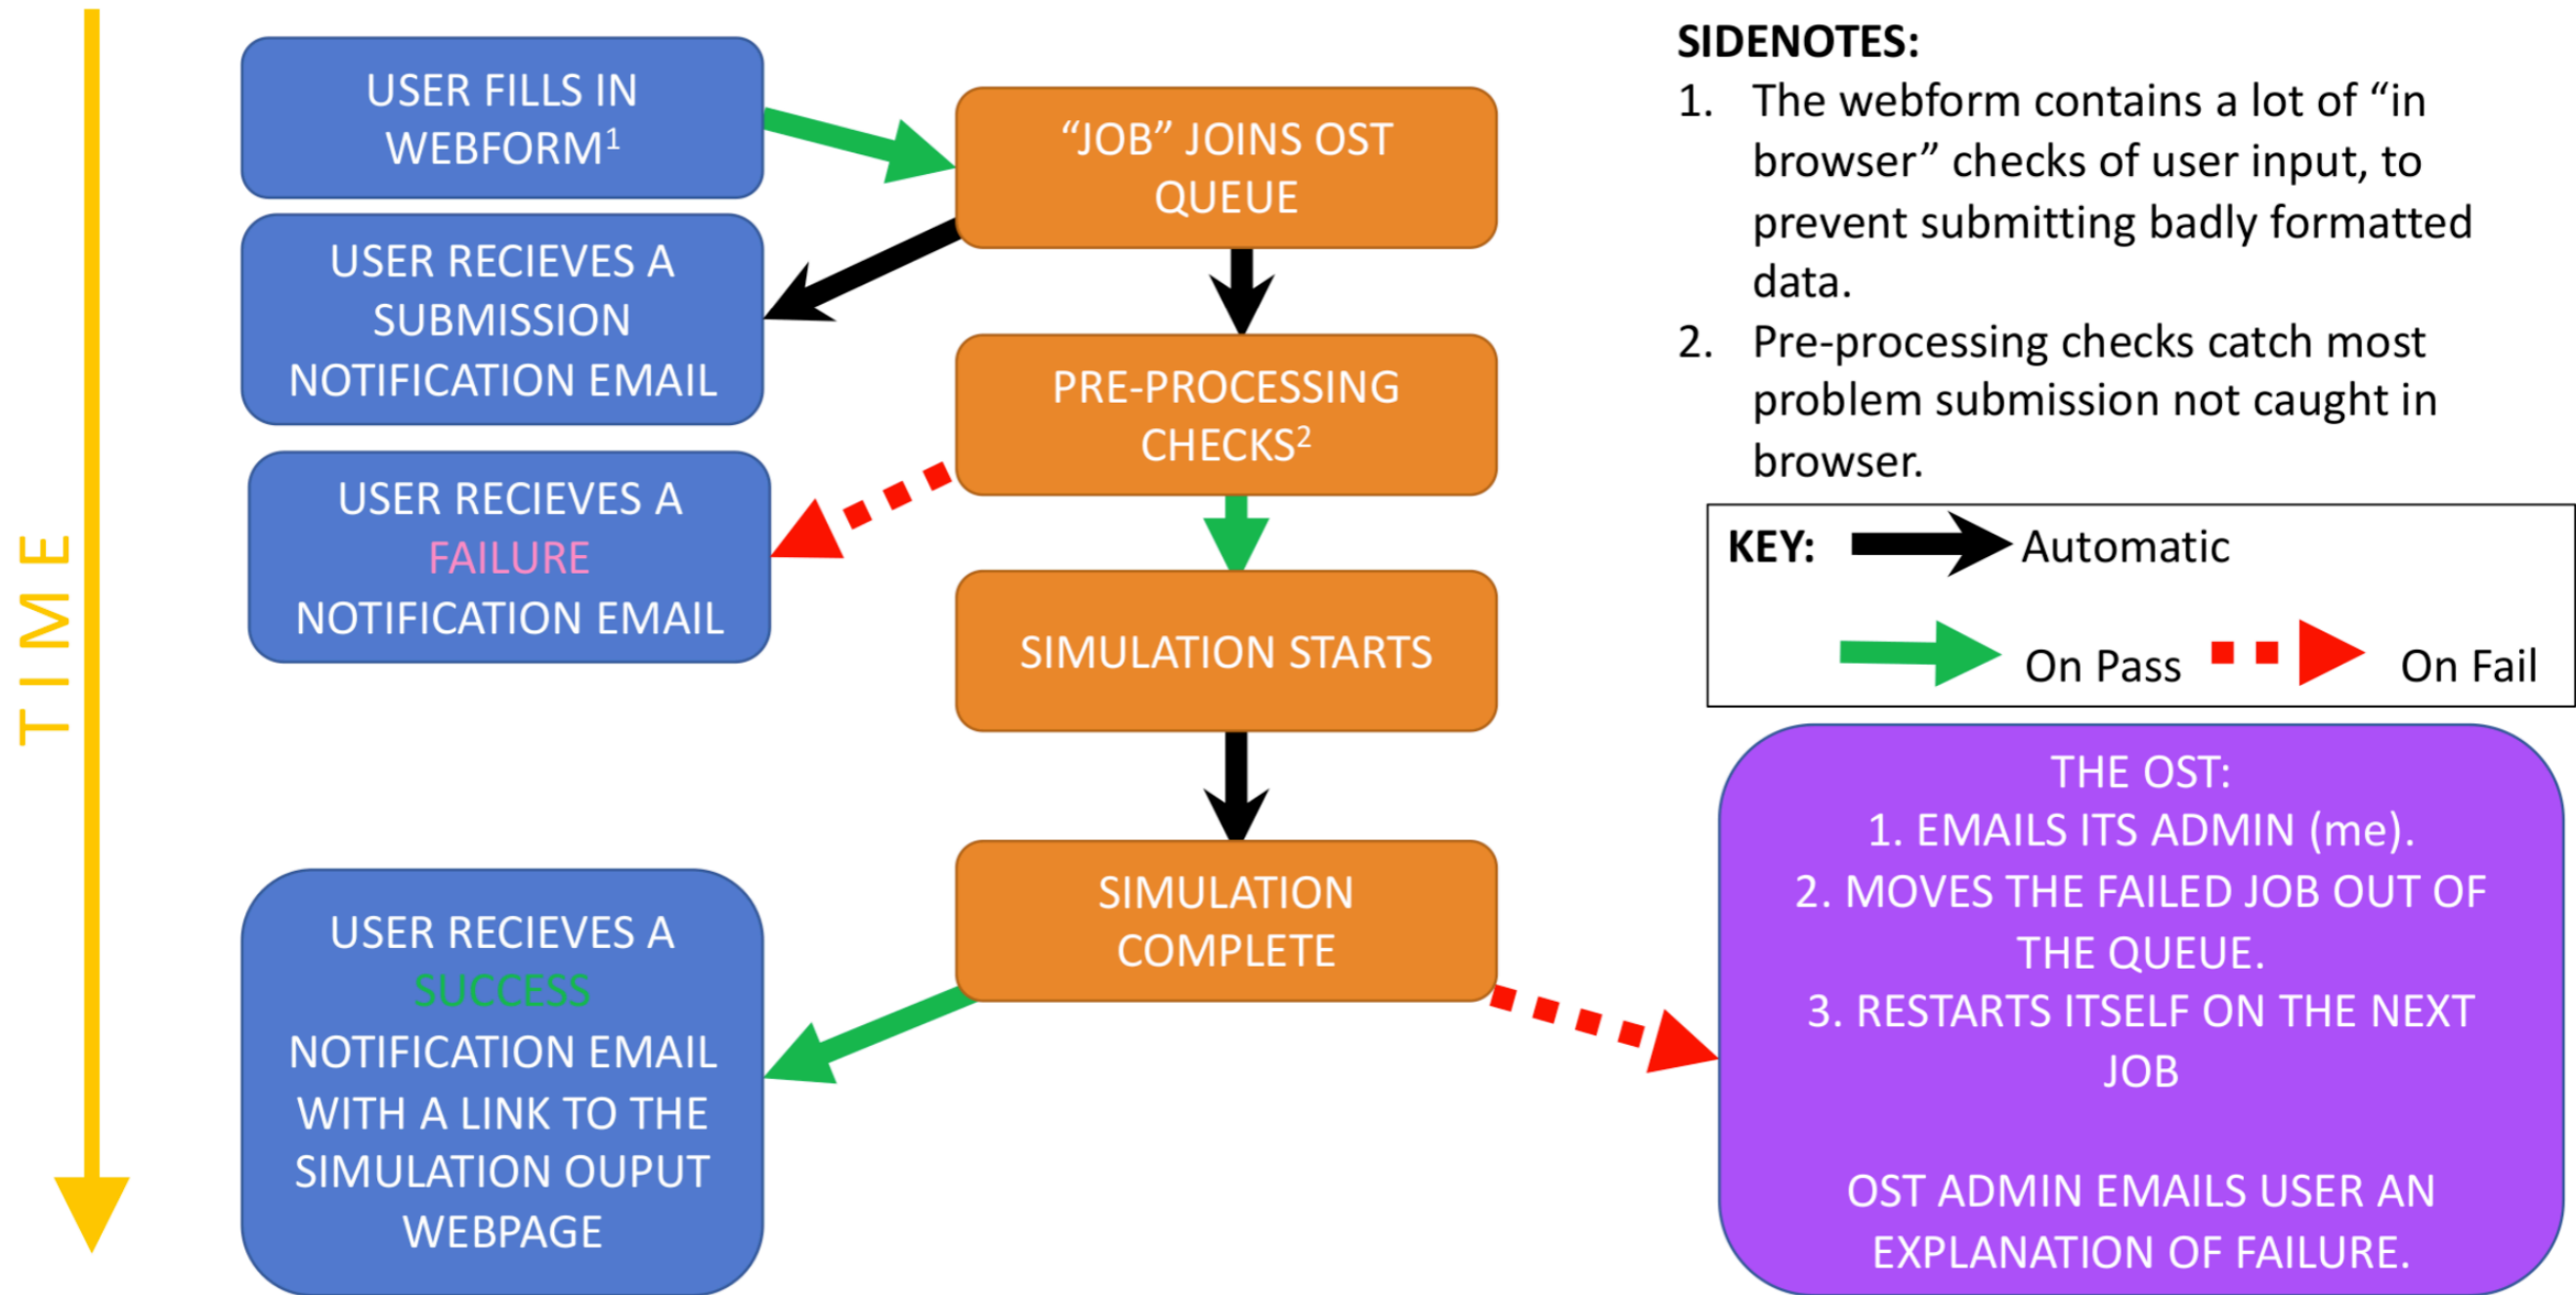 TIME
USER FILLS IN
WEBFORM¹
"JOB" JOINS OST
QUEUE
USER RECIEVES A
SUBMISSION
NOTIFICATION EMAIL
PRE-PROCESSING
CHECKS²
USER RECIEVES A
FAILURE
NOTIFICATION EMAIL
SIMULATION STARTS
SIMULATION
COMPLETE
USER RECIEVES A
SUCCESS
NOTIFICATION EMAIL
WITH A LINK TO THE
SIMULATION OUPUT
WEBPAGE
SIDENOTES:
1. The webform contains a lot of “in
browser” checks of user input, to
prevent submitting badly formatted
data.
2. Pre-processing checks catch most
problem submission not caught in
browser.
KEY: Automatic
On Pass On Fail
THE OST:
1. EMAILS ITS ADMIN (me).
2. MOVES THE FAILED JOB OUT OF
THE QUEUE.
3. RESTARTS ITSELF ON THE NEXT
JOB
OST ADMIN EMAILS USER AN
EXPLANATION OF FAILURE.